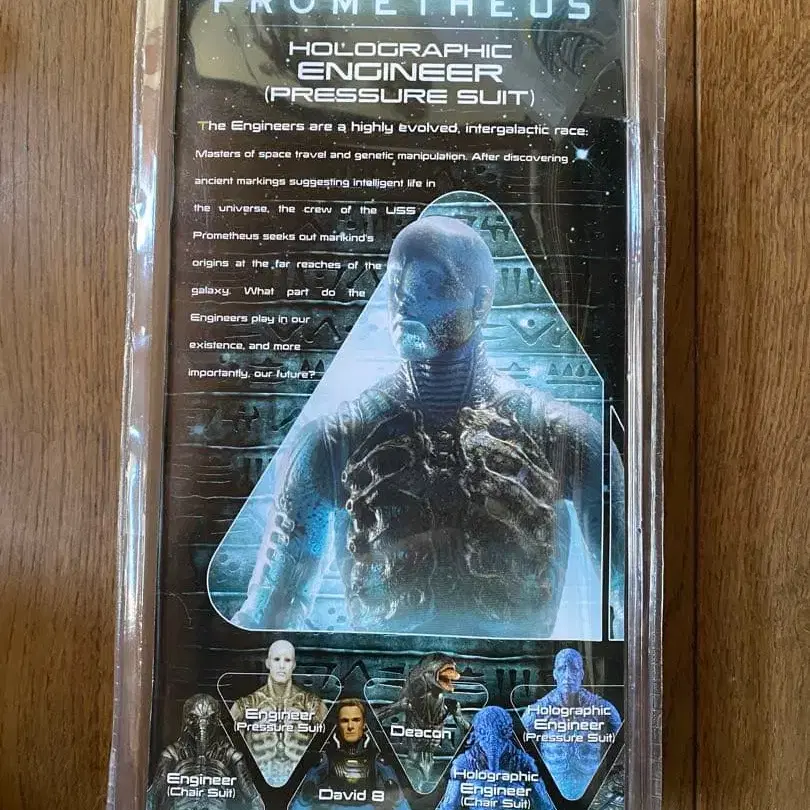 PROMETHEUS
HOLOGRAPHIC
ENGINEER
(PRESSURE SUIT)
The Engineers are a highly evolved, intergalactic race:
Masters of space travel and genetic manipulation. After discovering
ancient markings suggesting intelligent life in
the universe, the crew of the USS
Prometheus seeks out mankind's
origins at the far reaches of the
galaxy. What part do the
Engineers play in our
existence, and more
importantly, our future?
Engineer
(Pressure Suit)
Deacon
Holographic
Engineer
(Pressure Suit)
Engineer
(Chair Suit)
David 8
Holographic
Engineer
(Chair Suit)